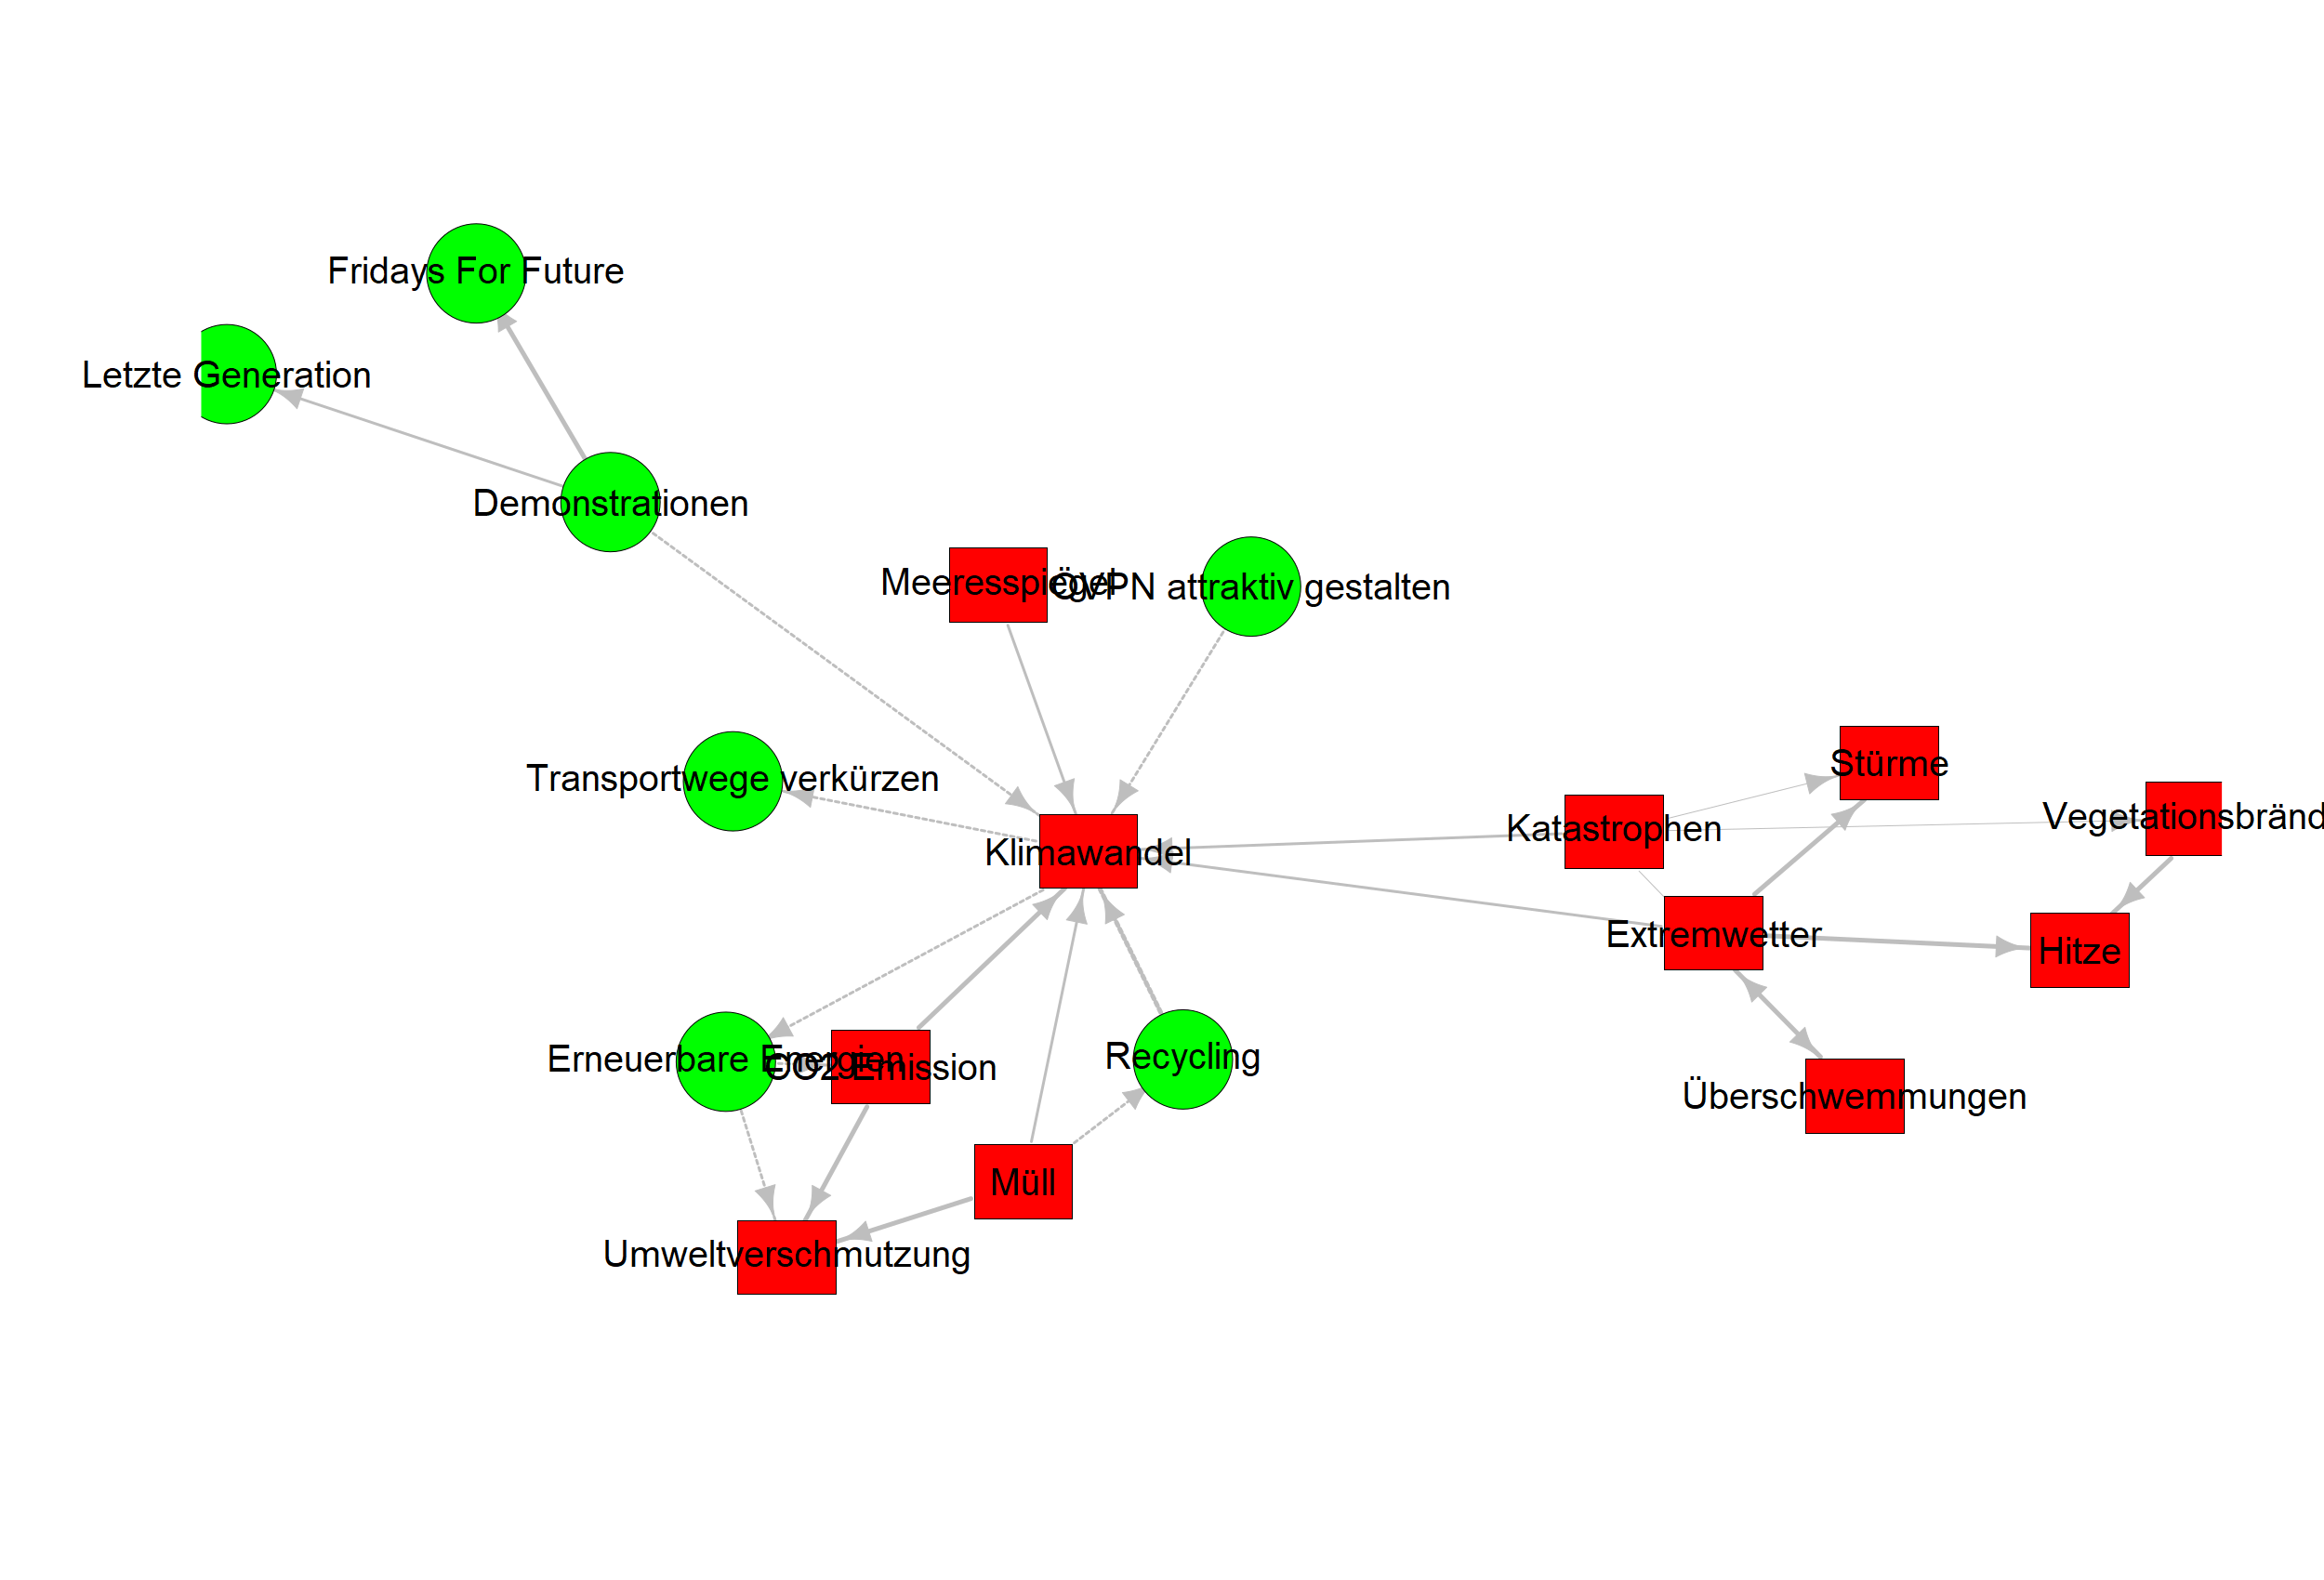 Fridays For Future
Letzte Generation
Demonstrationen
Meeresspiegel
ÖVPN attraktiv gestalten
Transportwege verkürzen
Stürme
Vegetationsbränd
Katastrophen
Klimawandel
Extremwetter
Hitze
Erneuerbare Energien
CO2 Emission
Recycling
Überschwemmungen
Müll
Umweltverschmutzung